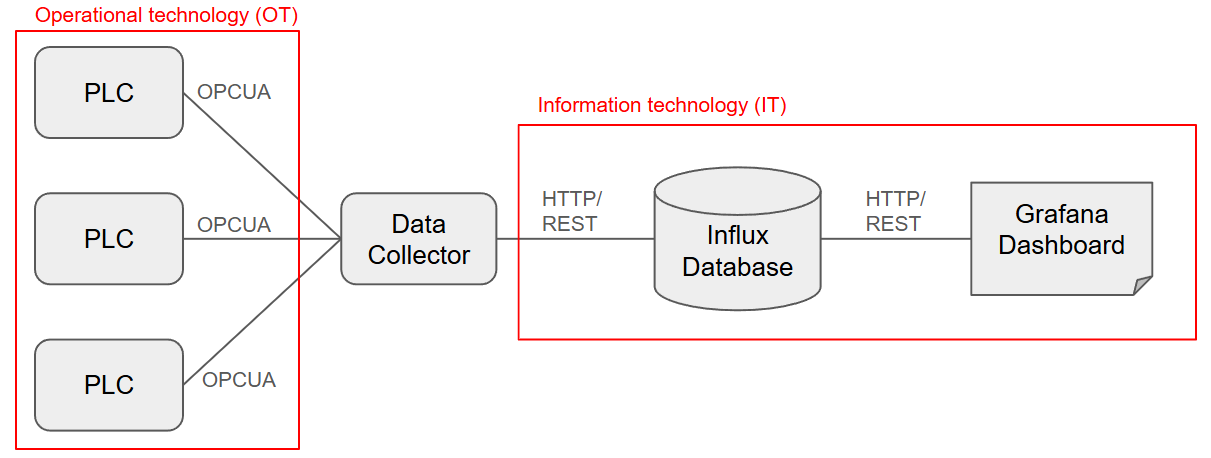 Operational technology (OT)
PLC
OPCUA
PLC
OPCUA
PLC
OPCUA
Data
Collector
Information technology (IT)
HTTP/
REST
Influx
Database
HTTP/
REST
Grafana
Dashboard